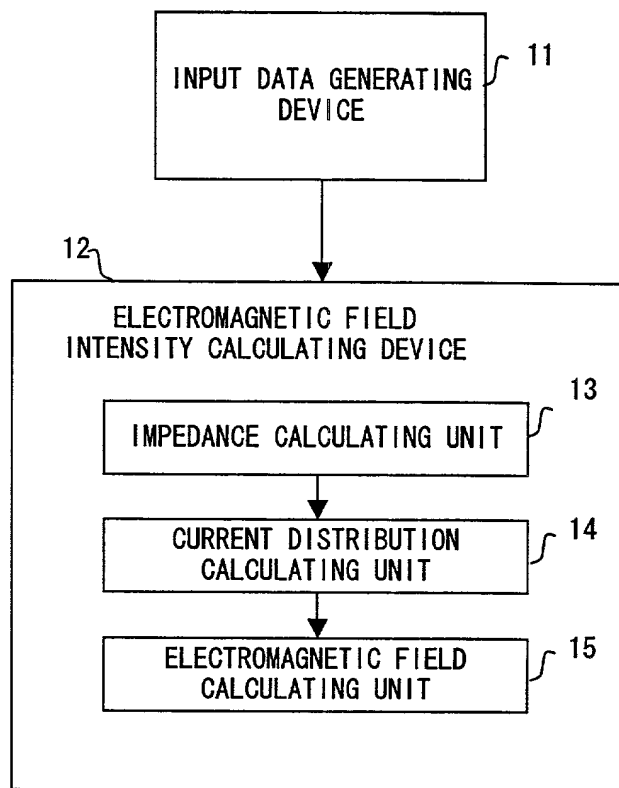 11
INPUT DATA GENERATING
DEVICE
12
ELECTROMAGNETIC FIELD
INTENSITY CALCULATING DEVICE
13
IMPEDANCE CALCULATING UNIT
14
CURRENT DISTRIBUTION
CALCULATING UNIT
15
ELECTROMAGNETIC FIELD
CALCULATING UNIT